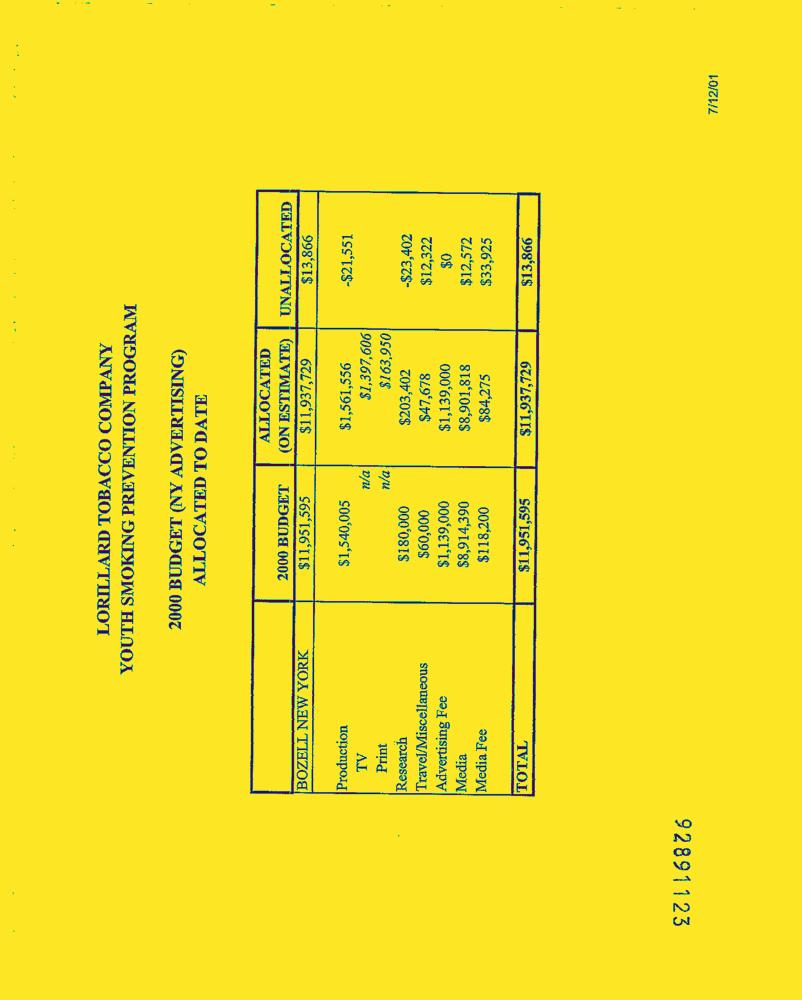 LORILLARD TOBACCO COMPANY
YOUTH SMOKING PREVENTION PROGRAM
2000 BUDGET (NY ADVERTISING)
ALLOCATED TO DATE
2000 BUDGET ALLOCATED (ON ESTIMATE) UNALLOCATED
BOZELL NEW YORK $11,951,595 $11,937,729 $13,866
Production $1,540,005 $1,561,556 -$21,551
TV n/a $1,397,606
Print n/a $163,950
Research $180,000 $203,402 -$23,402
Travel/Miscellaneous $60,000 $47,678 $12,322
Advertising Fee $1,139,000 $1,139,000 $0
Media $8,914,390 $8,901,818 $12,572
Media Fee $118,200 $84,275 $33,925
TOTAL $11,951,595 $11,937,729 $13,866
92891123
7/12/01